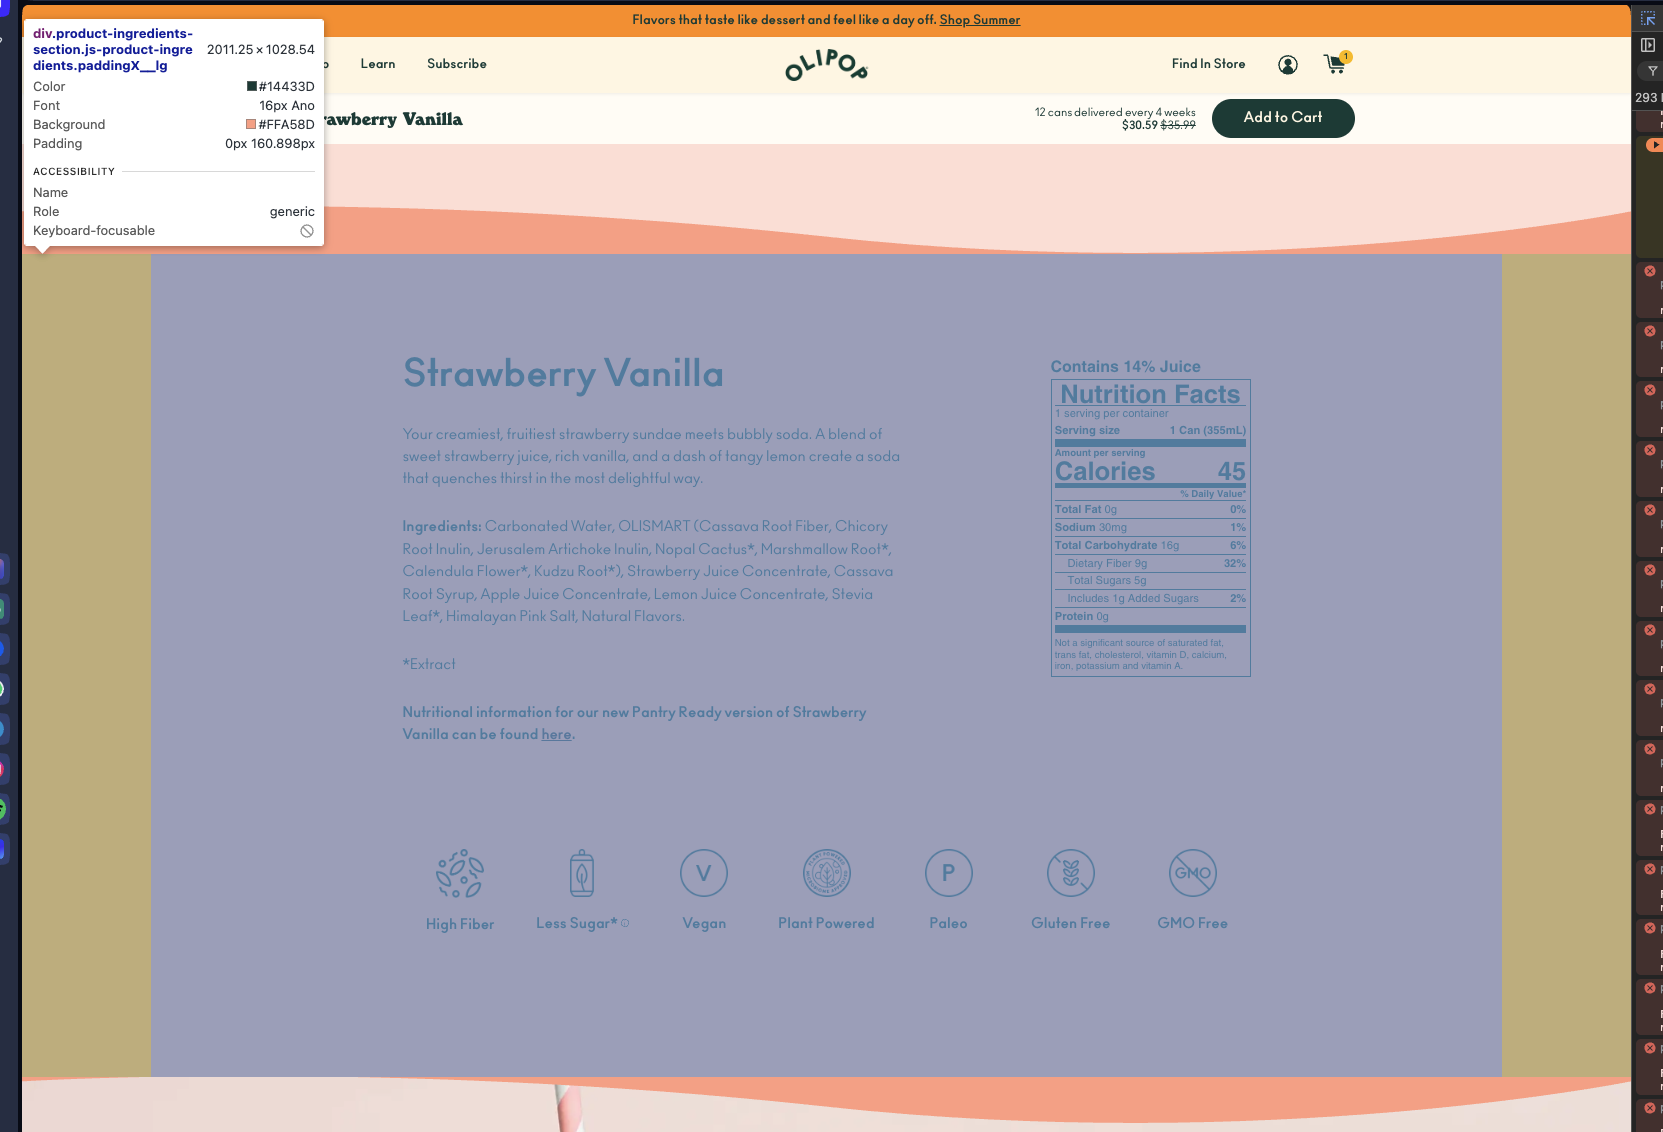 Flavors that taste like dessert and feel like a day off. Shop Summer
div.product-ingredients-
section.js-product-ingre
dients.paddingX__lg
2011.25 × 1028.54
Color #14433D
Font 16px Ano
Background #FFA58D
Padding 0px 160.898px
ACCESSIBILITY
Name
Role generic
Keyboard-focusable
Learn
Subscribe
OLIPOP
Find In Store
1
rawberry Vanilla
12 cans delivered every 4 weeks
$30.59 $35.99
Add to Cart
293
Strawberry Vanilla
Your creamiest, fruitiest strawberry sundae meets bubbly soda. A blend of
sweet strawberry juice, rich vanilla, and a dash of tangy lemon create a soda
that quenches thirst in the most delightful way.
Ingredients: Carbonated Water, OLISMART (Cassava Root Fiber, Chicory
Root Inulin, Jerusalem Artichoke Inulin, Nopal Cactus*, Marshmallow Root*,
Calendula Flower*, Kudzu Root*), Strawberry Juice Concentrate, Cassava
Root Syrup, Apple Juice Concentrate, Lemon Juice Concentrate, Stevia
Leaf*, Himalayan Pink Salt, Natural Flavors.
*Extract
Nutritional information for our new Pantry Ready version of Strawberry
Vanilla can be found here.
Contains 14% Juice
Nutrition Facts
1 serving per container
Serving size 1 Can (355mL)
Amount per serving
Calories 45
% Daily Value*
Total Fat 0g 0%
Sodium 30mg 1%
Total Carbohydrate 16g 6%
Dietary Fiber 9g 32%
Total Sugars 5g
Includes 1g Added Sugars 2%
Protein 0g
Not a significant source of saturated fat,
trans fat, cholesterol, vitamin D, calcium,
iron, potassium and vitamin A.
V
P
GMO
High Fiber
Less Sugar*
Vegan
Plant Powered
Paleo
Gluten Free
GMO Free